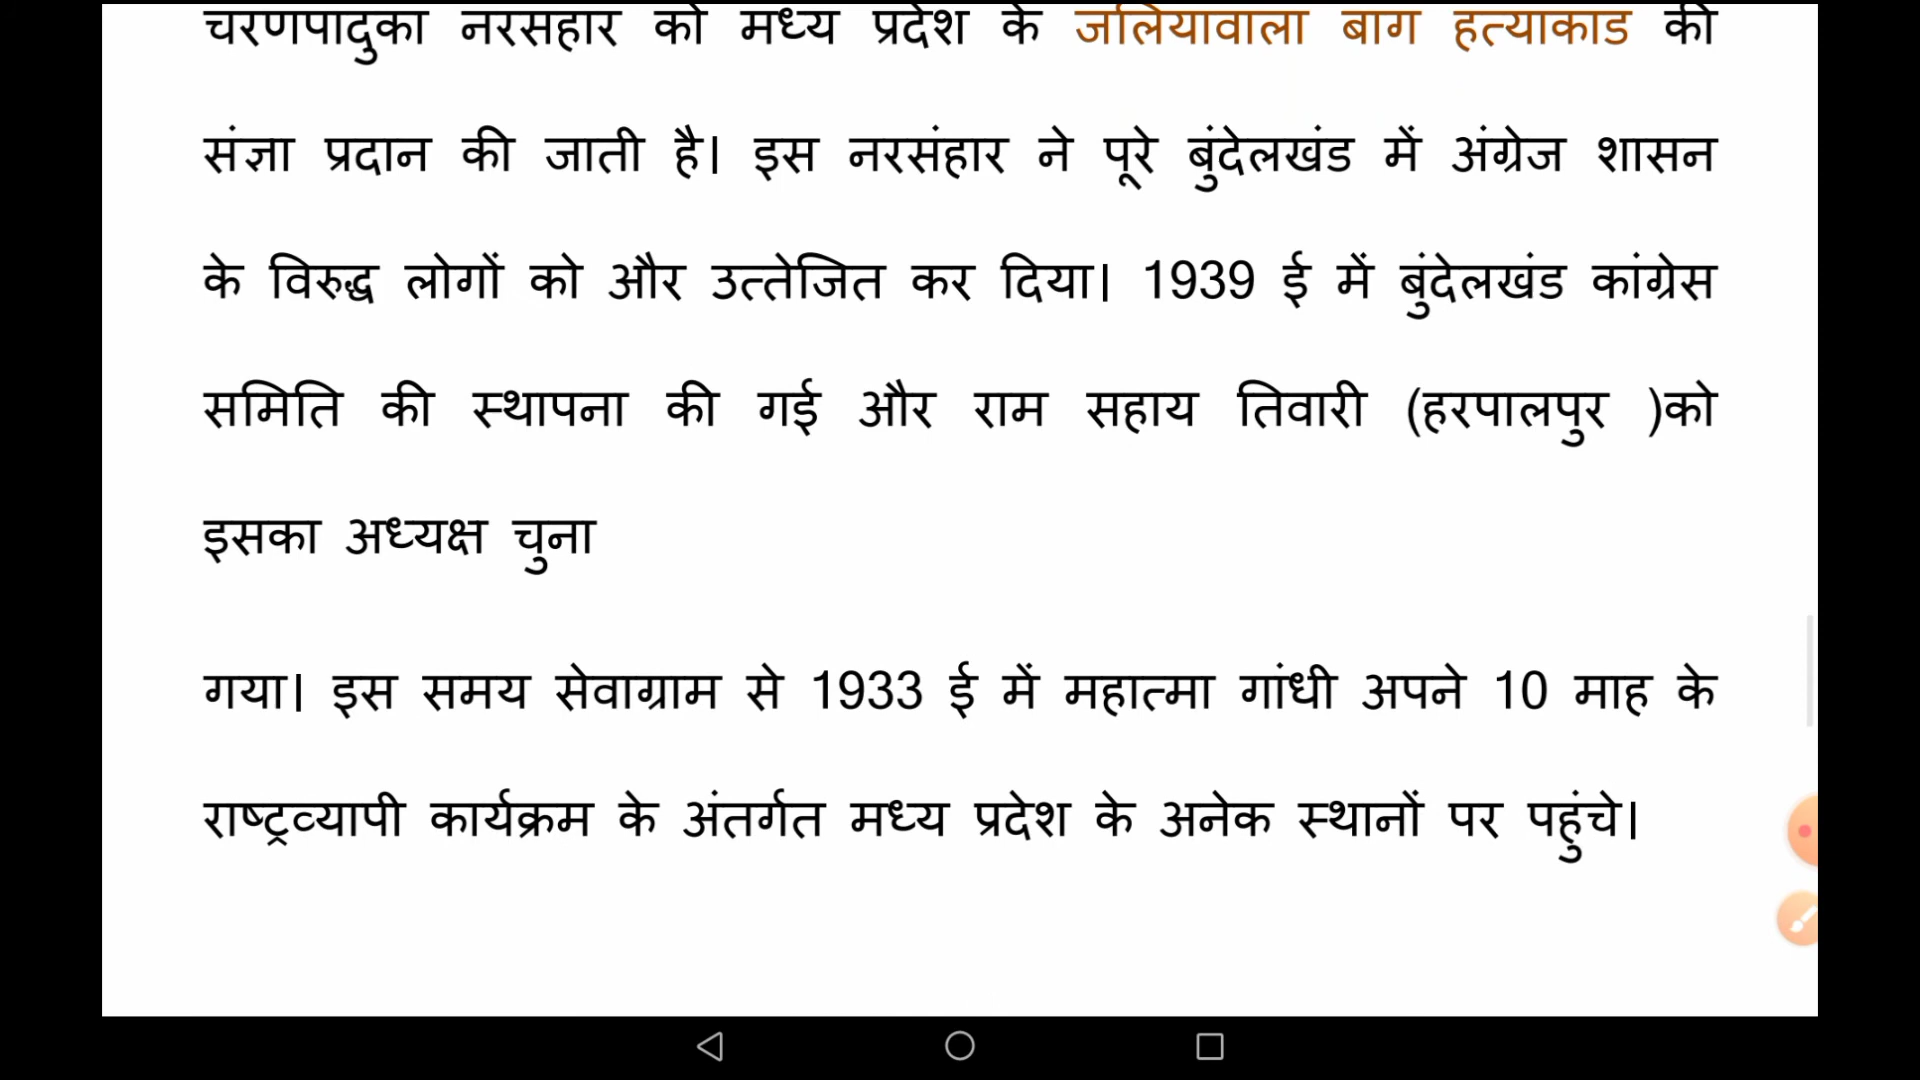 चरणपादुका नरसंहार को मध्य प्रदेश के जलियांवाला बाग हत्याकांड की
संज्ञा प्रदान की जाती है। इस नरसंहार ने पूरे बुंदेलखंड में अंग्रेज शासन
के विरुद्ध लोगों को और उत्तेजित कर दिया। 1939 ई में बुंदेलखंड कांग्रेस
समिति की स्थापना की गई और राम सहाय तिवारी (हरपालपुर )को
इसका अध्यक्ष चुना
गया। इस समय सेवाग्राम से 1933 ई में महात्मा गांधी अपने 10 माह के
राष्ट्रव्यापी कार्यक्रम के अंतर्गत मध्य प्रदेश के अनेक स्थानों पर पहुंचे।